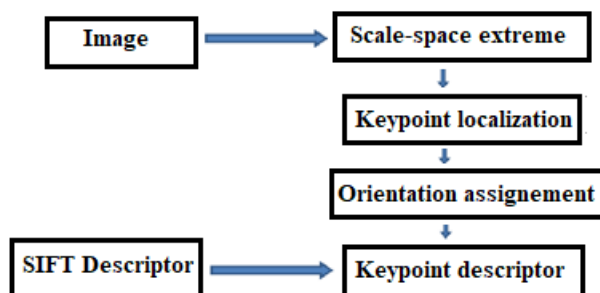 Image
Scale-space extreme
Keypoint localization
Orientation assignement
SIFT Descriptor
Keypoint descriptor